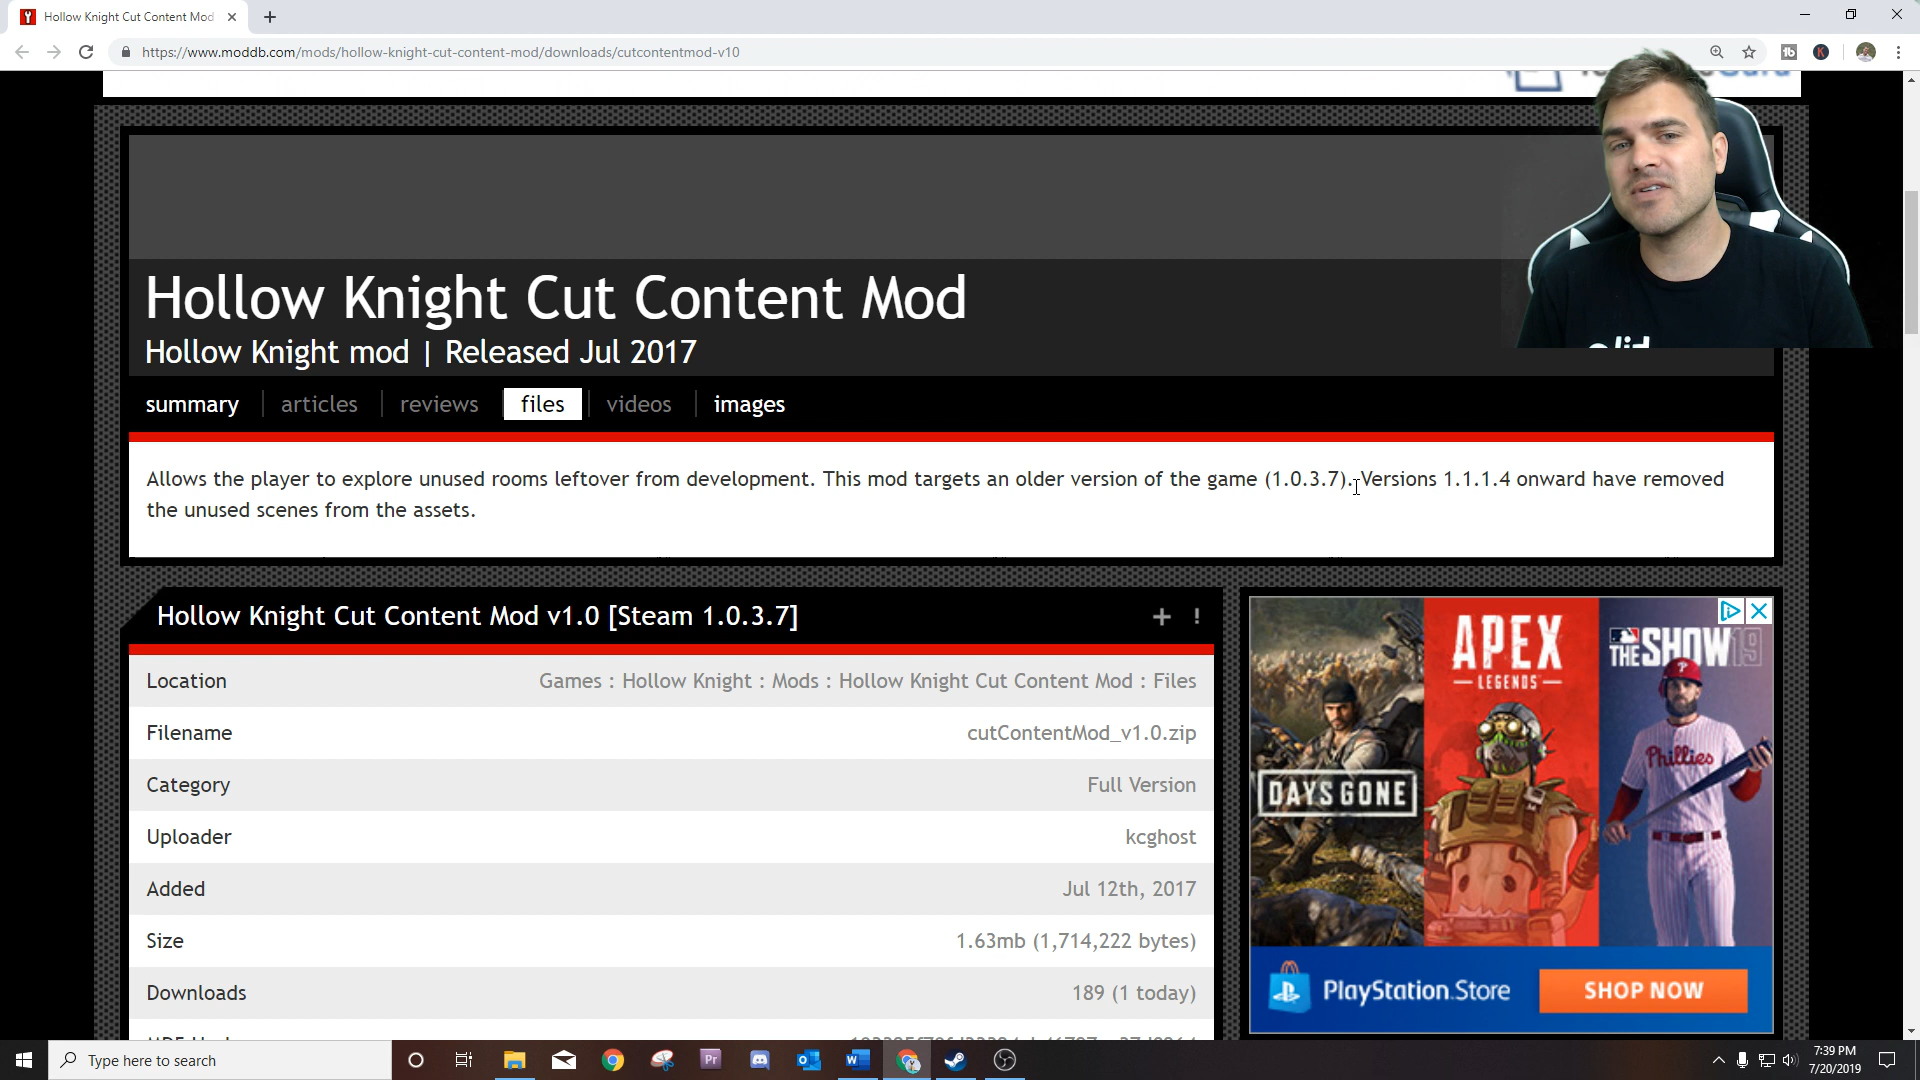 Hollow Knight Cut Content Mod
https://www.moddb.com/mods/hollow-knight-cut-content-mod/downloads/cutcontentmod-v10
Hollow Knight Cut Content Mod
Hollow Knight mod | Released Jul 2017
summary articles reviews files videos images
Allows the player to explore unused rooms leftover from development. This mod targets an older version of the game (1.0.3.7). Versions 1.1.1.4 onward have removed
the unused scenes from the assets.
Hollow Knight Cut Content Mod v1.0 [Steam 1.0.3.7]
Location Games : Hollow Knight : Mods : Hollow Knight Cut Content Mod : Files
Filename cutContentMod_v1.0.zip
Category Full Version
Uploader kcghost
Added Jul 12th, 2017
Size 1.63mb (1,714,222 bytes)
Downloads 189 (1 today)
APEX
LEGENDS
THE SHOW 19
DAYS GONE
Phillies
PlayStation.Store
SHOP NOW
Type here to search
Pr
7:39 PM
7/20/2019